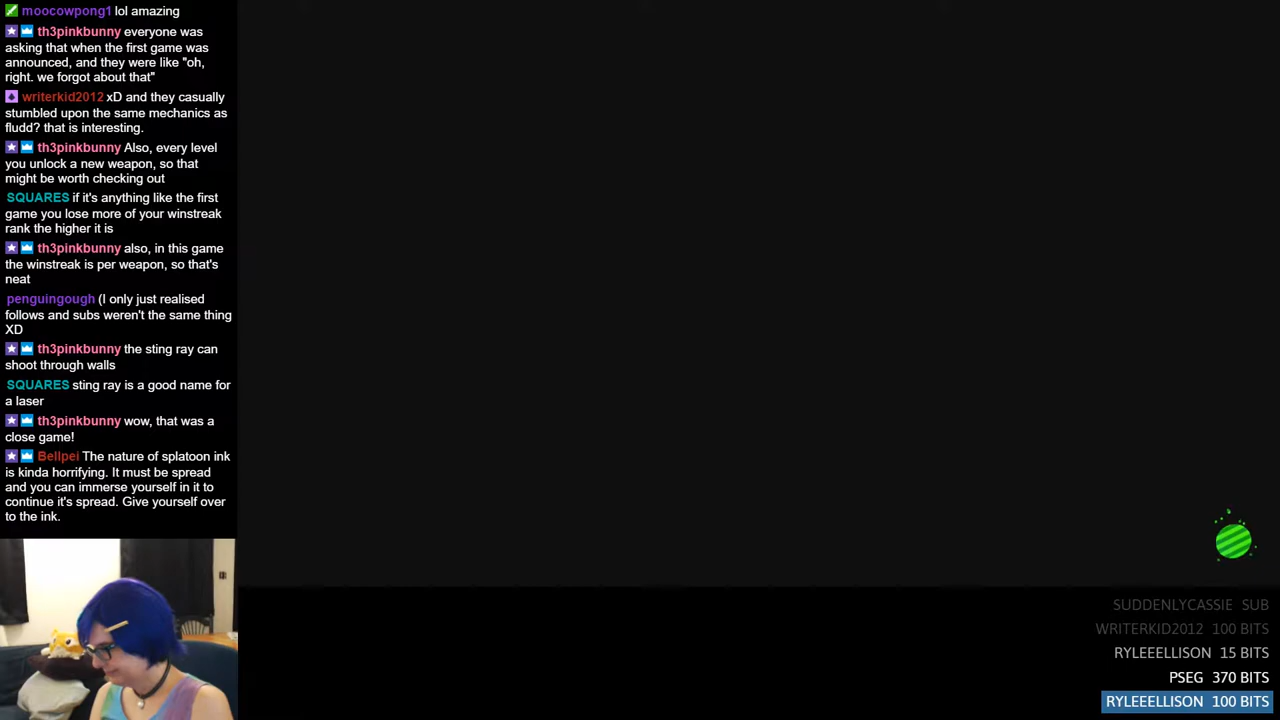 moocowpong1 lol amazing
th3pinkbunny everyone was
asking that when the first game was
announced, and they were like "oh,
right. we forgot about that"
writerkid2012 xD and they casually
stumbled upon the same mechanics as
fludd? that is interesting.
th3pinkbunny Also, every level
you unlock a new weapon, so that
might be worth checking out
SQUARES if it's anything like the first
game you lose more of your winstreak
rank the higher it is
th3pinkbunny also, in this game
the winstreak is per weapon, so that's
neat
penguingough (I only just realised
follows and subs weren't the same thing
XD
th3pinkbunny the sting ray can
shoot through walls
SQUARES sting ray is a good name for
a laser
th3pinkbunny wow, that was a
close game!
Bellpei The nature of splatoon ink
is kinda horrifying. It must be spread
and you can immerse yourself in it to
continue it's spread. Give yourself over
to the ink.
SUDDENLYCASSIE SUB
WRITERKID2012 100 BITS
RYLEEELLISON 15 BITS
PSEG 370 BITS
RYLEEELLISON 100 BITS